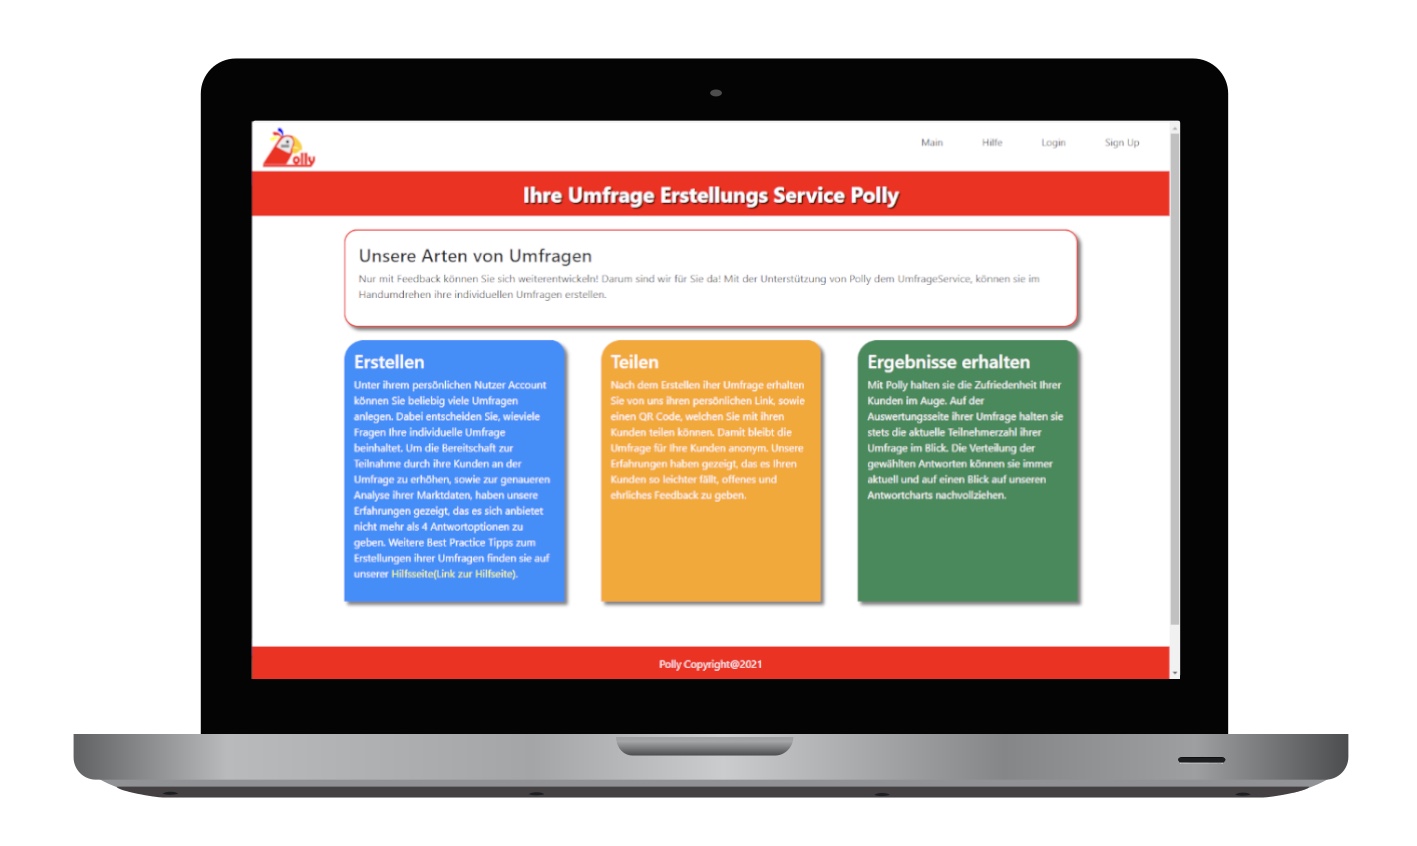 olly
Main Hilfe Login Sign Up
Ihre Umfrage Erstellungs Service Polly
Unsere Arten von Umfragen
Nur mit Feedback können Sie sich weiterentwickeln! Darum sind wir für Sie da! Mit der Unterstützung von Polly dem UmfrageService, können sie im
Handumdrehen ihre individuellen Umfragen erstellen.
Erstellen
Unter ihrem persönlichen Nutzer Account
können Sie beliebig viele Umfragen
anlegen. Dabei entscheiden Sie, wieviele
Fragen Ihre individuelle Umfrage
beinhaltet. Um die Bereitschaft zur
Teilnahme durch ihre Kunden an der
Umfrage zu erhöhen, sowie zur genaueren
Analyse ihrer Marktdaten, haben unsere
Erfahrungen gezeigt, das es sich anbietet
nicht mehr als 4 Antwortoptionen zu
geben. Weitere Best Practice Tipps zum
Erstellungen ihrer Umfragen finden sie auf
unserer Hilfsseite(Link zur Hilfseite).
Teilen
Nach dem Erstellen iher Umfrage erhalten
Sie von uns ihren persönlichen Link, sowie
einen QR Code, welchen Sie mit ihren
Kunden teilen können. Damit bleibt die
Umfrage für Ihre Kunden anonym. Unsere
Erfahrungen haben gezeigt, das es Ihren
Kunden so leichter fällt, offenes und
ehrliches Feedback zu geben.
Ergebnisse erhalten
Mit Polly halten sie die Zufriedenheit Ihrer
Kunden im Auge. Auf der
Auswertungsseite ihrer Umfrage halten sie
stets die aktuelle Teilnehmerzahl ihrer
Umfrage im Blick. Die Verteilung der
gewählten Antworten können sie immer
aktuell und auf einen Blick auf unseren
Antwortcharts nachvollziehen.
Polly Copyright@2021